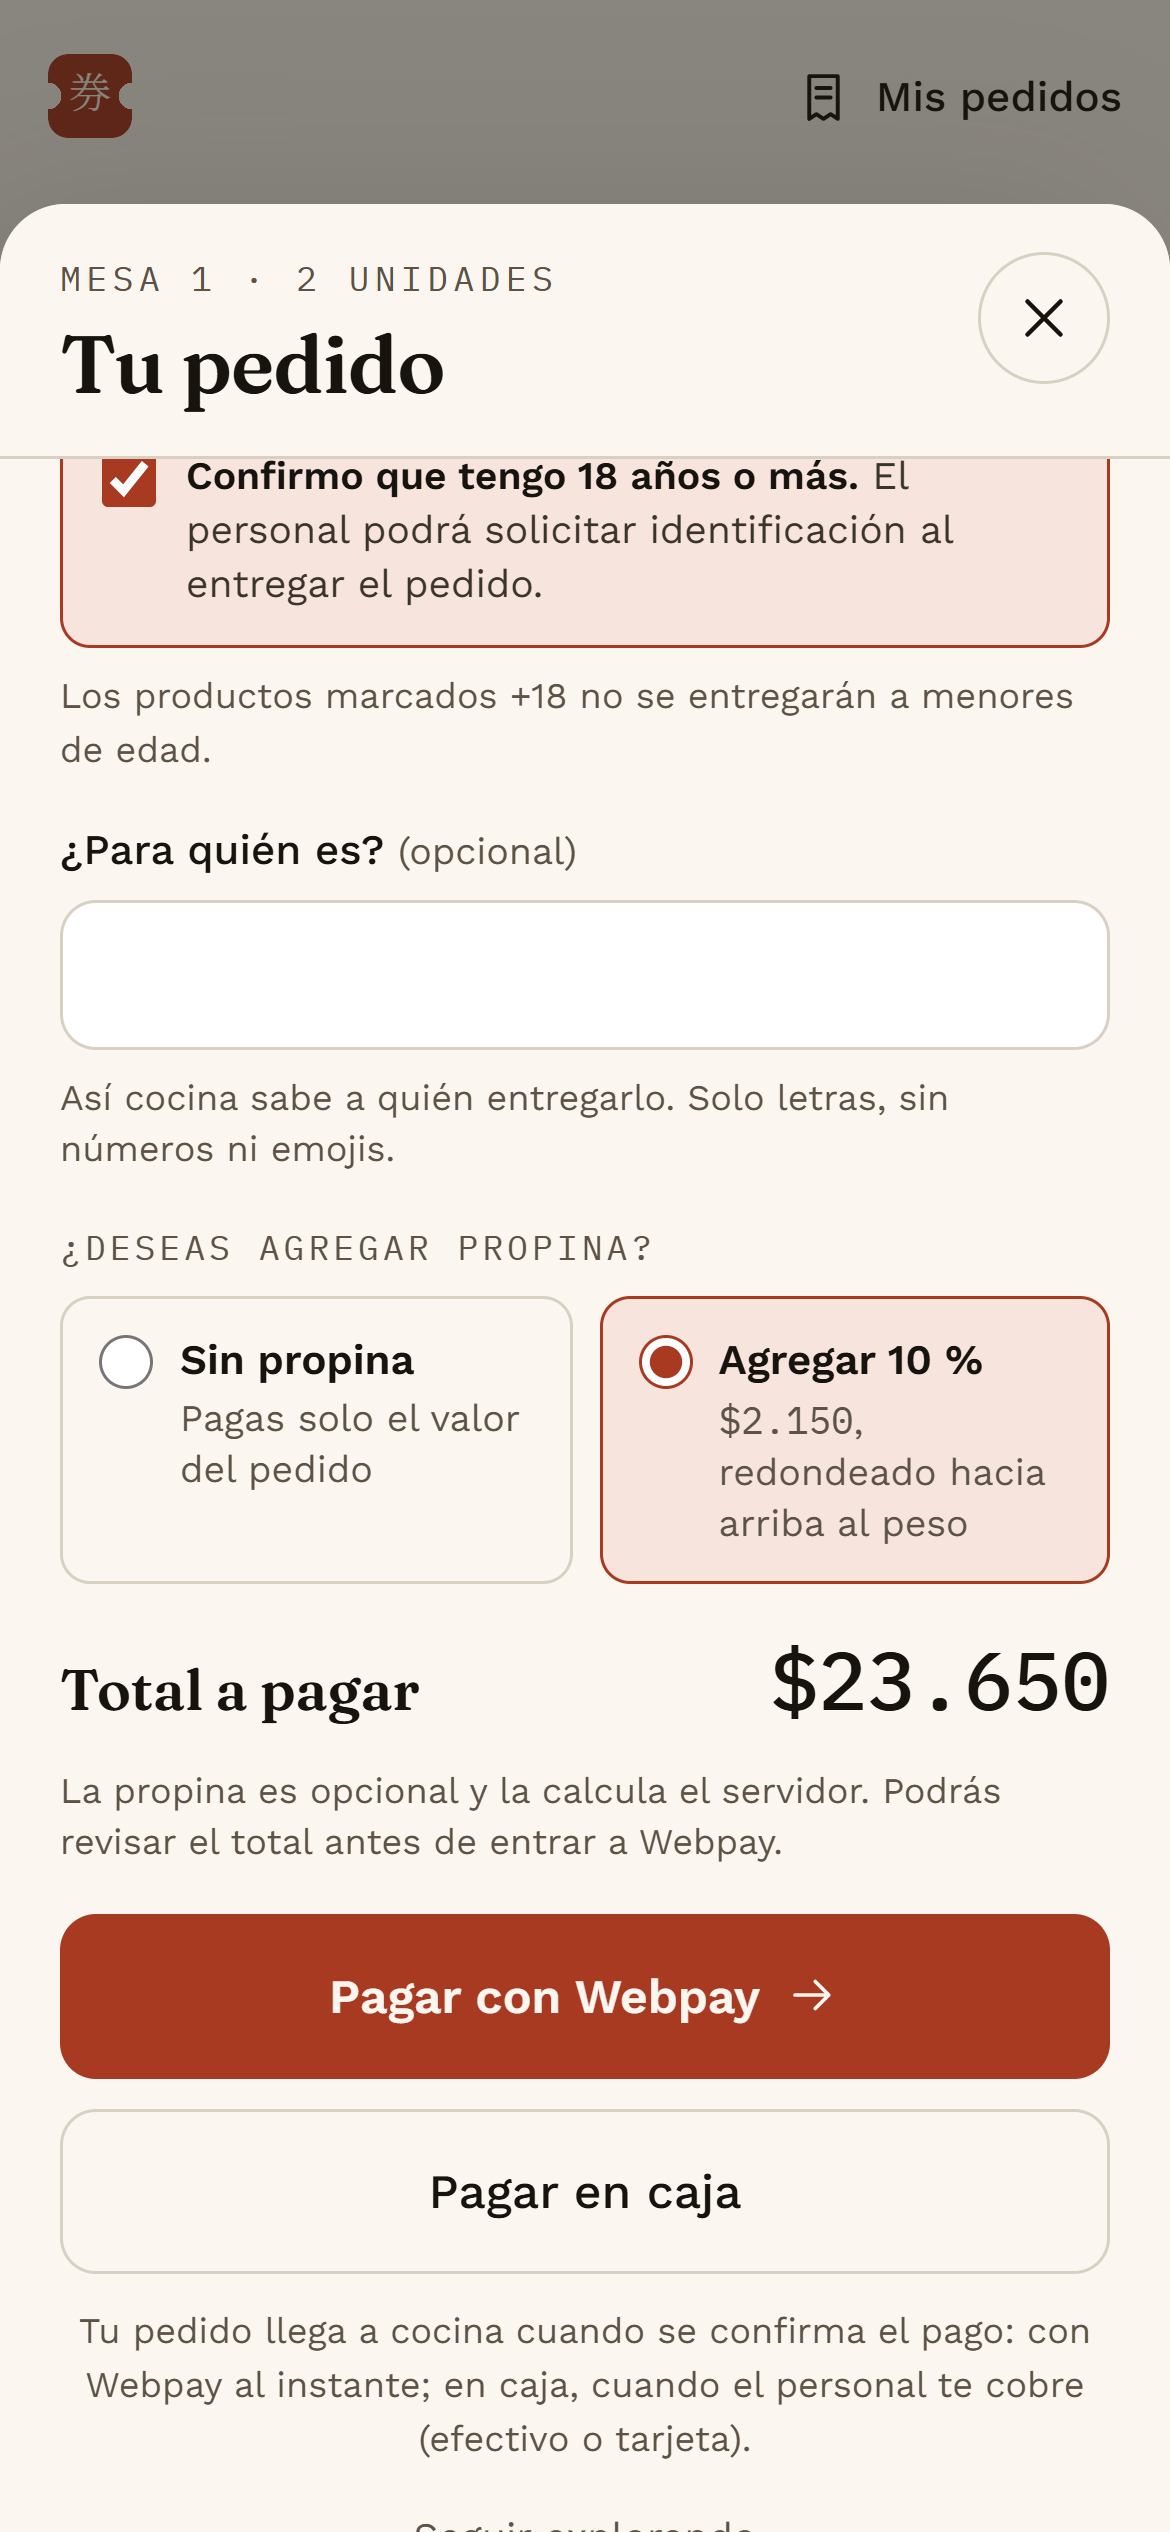 券
Mis pedidos
MESA 1 · 2 UNIDADES
Tu pedido
Confirmo que tengo 18 años o más. El
personal podrá solicitar identificación al
entregar el pedido.
Los productos marcados +18 no se entregarán a menores
de edad.
¿Para quién es? (opcional)
Así cocina sabe a quién entregarlo. Solo letras, sin
números ni emojis.
¿DESEAS AGREGAR PROPINA?
Sin propina
Pagas solo el valor
del pedido
Agregar 10 %
$2.150,
redondeado hacia
arriba al peso
Total a pagar
$23.650
La propina es opcional y la calcula el servidor. Podrás
revisar el total antes de entrar a Webpay.
Pagar con Webpay →
Pagar en caja
Tu pedido llega a cocina cuando se confirma el pago: con
Webpay al instante; en caja, cuando el personal te cobre
(efectivo o tarjeta).
Seguir explorando